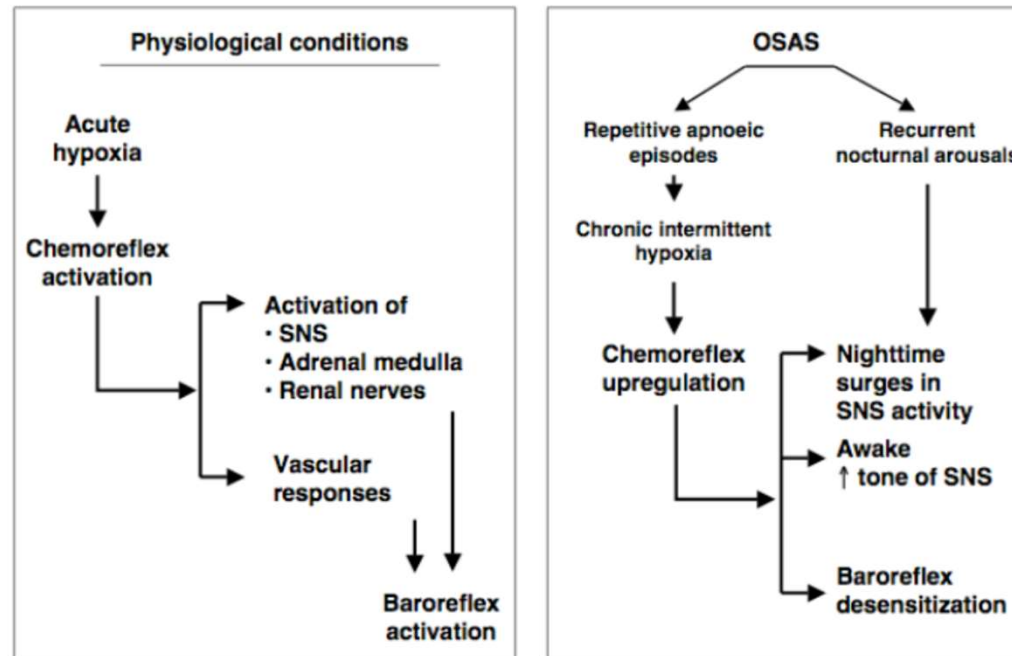 Physiological conditions
Acute
hypoxia
Chemoreflex
activation
Activation of
· SNS
· Adrenal medulla
· Renal nerves
Vascular
responses
Baroreflex
activation
OSAS
Repetitive apnoeic
episodes
Recurrent
nocturnal arousals
Chronic intermittent
hypoxia
Chemoreflex
upregulation
Nighttime
surges in
SNS activity
Awake
↑ tone of SNS
Baroreflex
desensitization